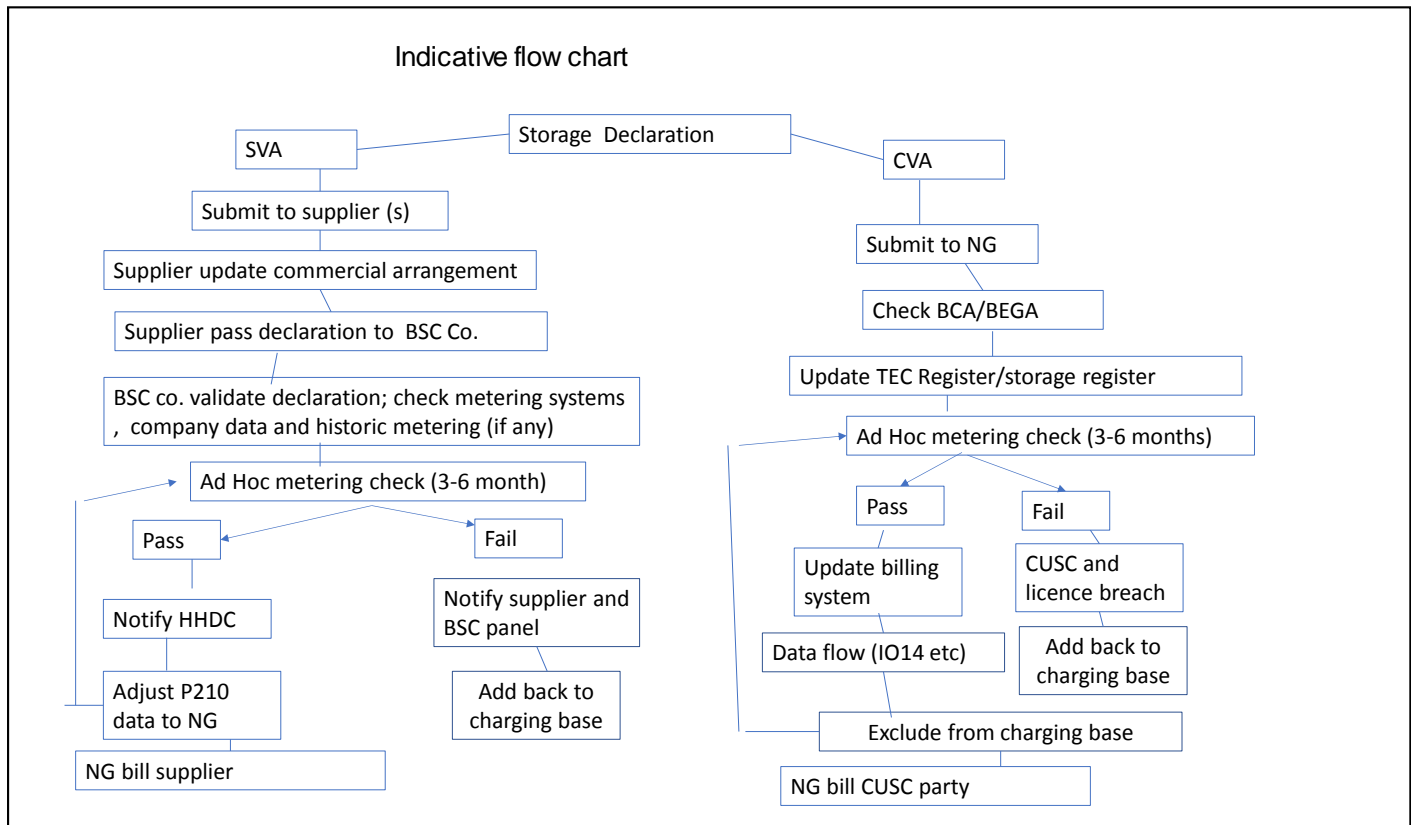 Indicative flow chart
Storage Declaration
SVA
Submit to supplier (s)
Supplier update commercial arrangement
Supplier pass declaration to BSC Co.
BSC co. validate declaration; check metering systems
, company data and historic metering (if any)
Ad Hoc metering check (3-6 month)
Pass
Notify HHDC
Adjust P210
data to NG
NG bill supplier
Fail
Notify supplier and
BSC panel
Add back to
charging base
CVA
Submit to NG
Check BCA/BEGA
Update TEC Register/storage register
Ad Hoc metering check (3-6 months)
Pass
Update billing
system
Data flow (IO14 etc)
Exclude from charging base
NG bill CUSC party
Fail
CUSC and
licence breach
Add back to
charging base